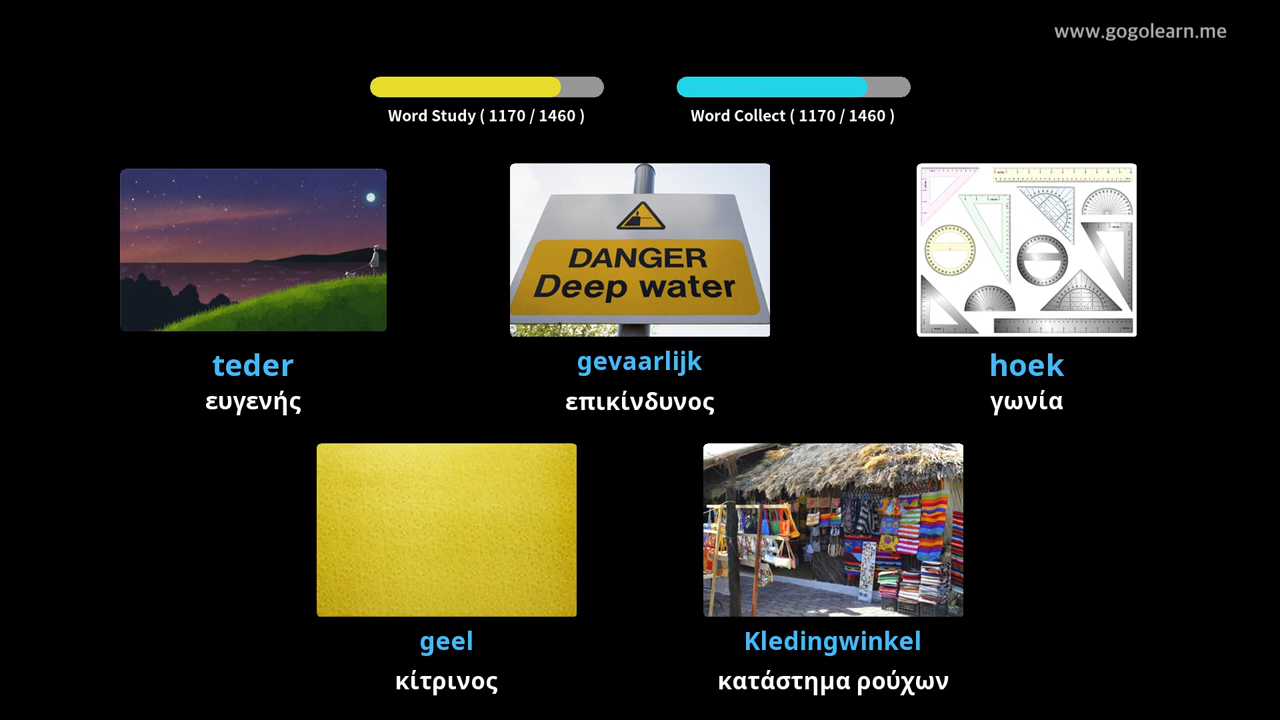 www.gogolearn.me
Word Study ( 1170 / 1460 )
Word Collect ( 1170 / 1460 )
DANGER
Deep water
teder
ευγενής
gevaarlijk
επικίνδυνος
hoek
γωνία
geel
κίτρινος
Kledingwinkel
κατάστημα ρούχων